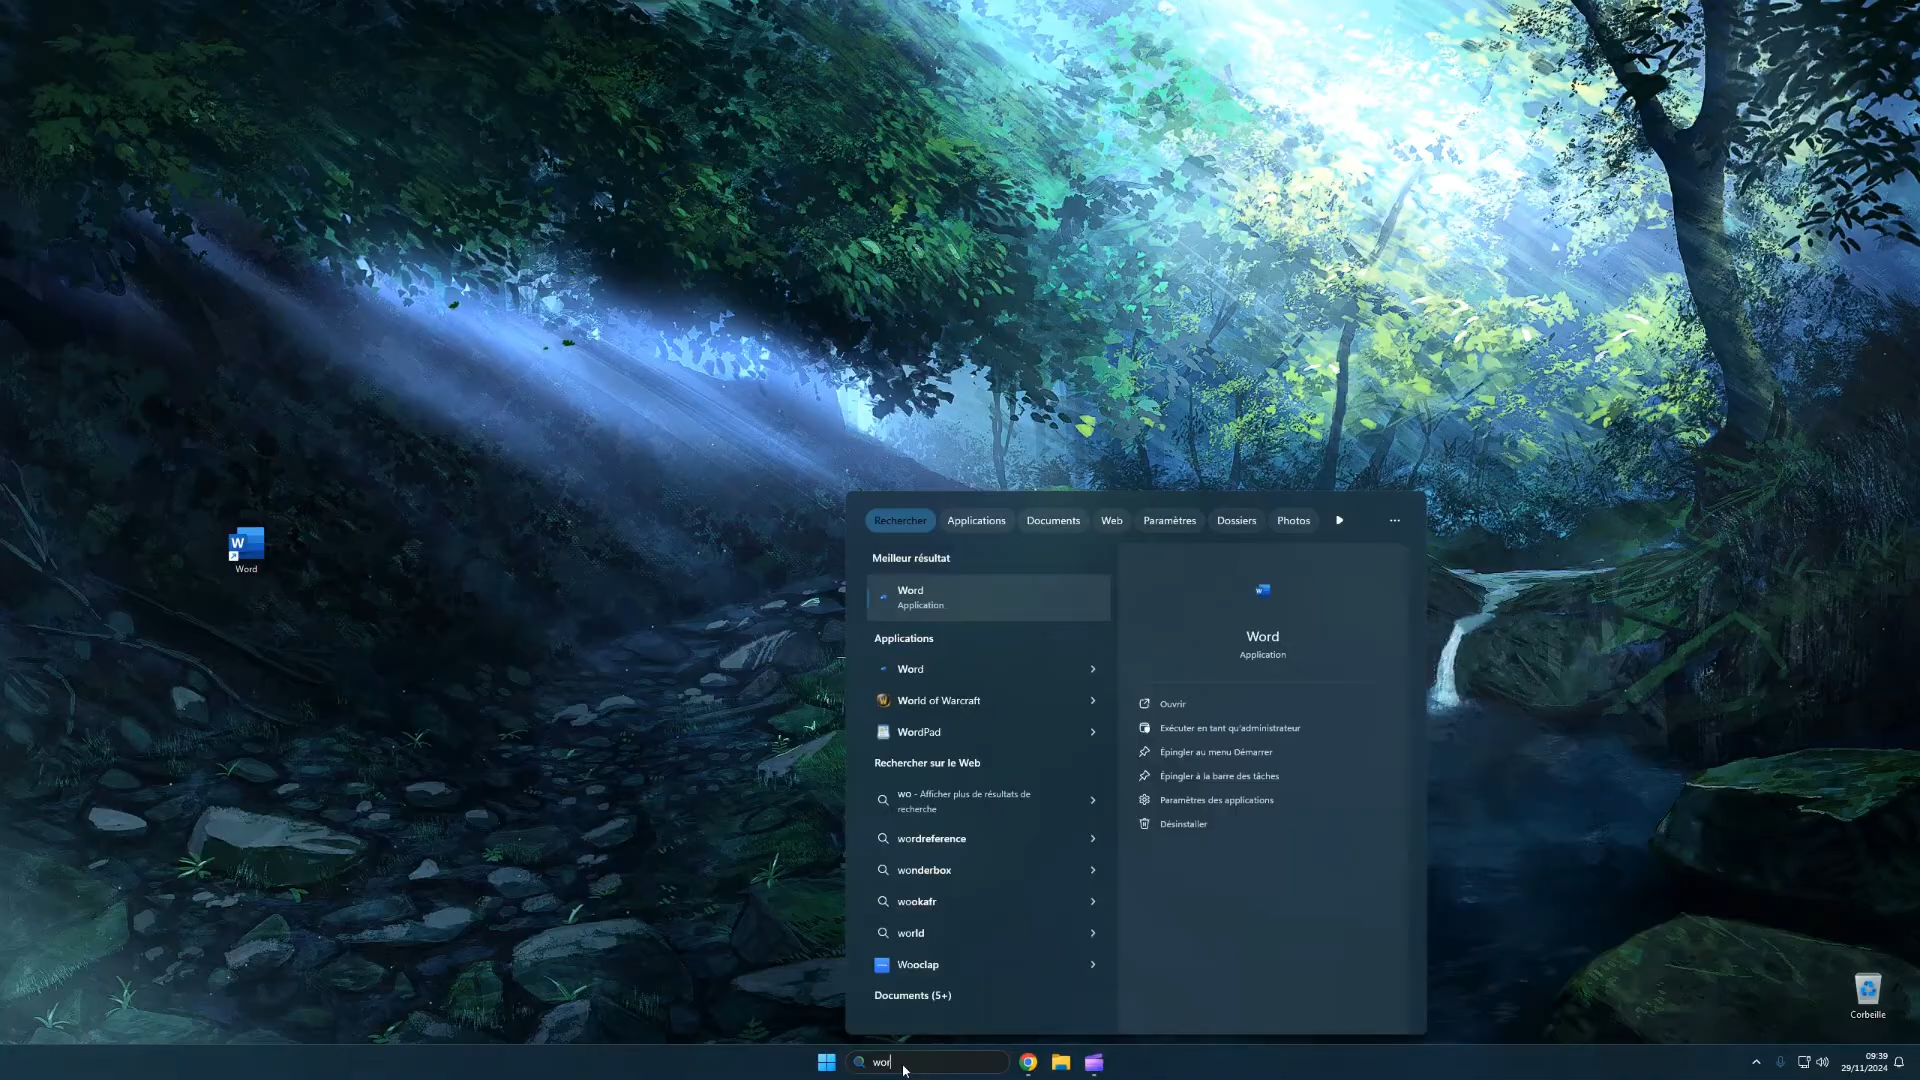 Word
Rechercher
Applications
Documents
Web
Paramètres
Dossiers
Photos
Meilleur résultat
Word
Application
Applications
Word
World of Warcraft
WordPad
Rechercher sur le Web
wo - Afficher plus de résultats de
recherche
wordreference
wonderbox
wookafr
world
Wooclap
Documents (5+)
Word
Application
Ouvrir
Exécuter en tant qu'administrateur
Épingler au menu Démarrer
Épingler à la barre des tâches
Paramètres des applications
Désinstaller
Corbeille
wor
09:39
29/11/2024